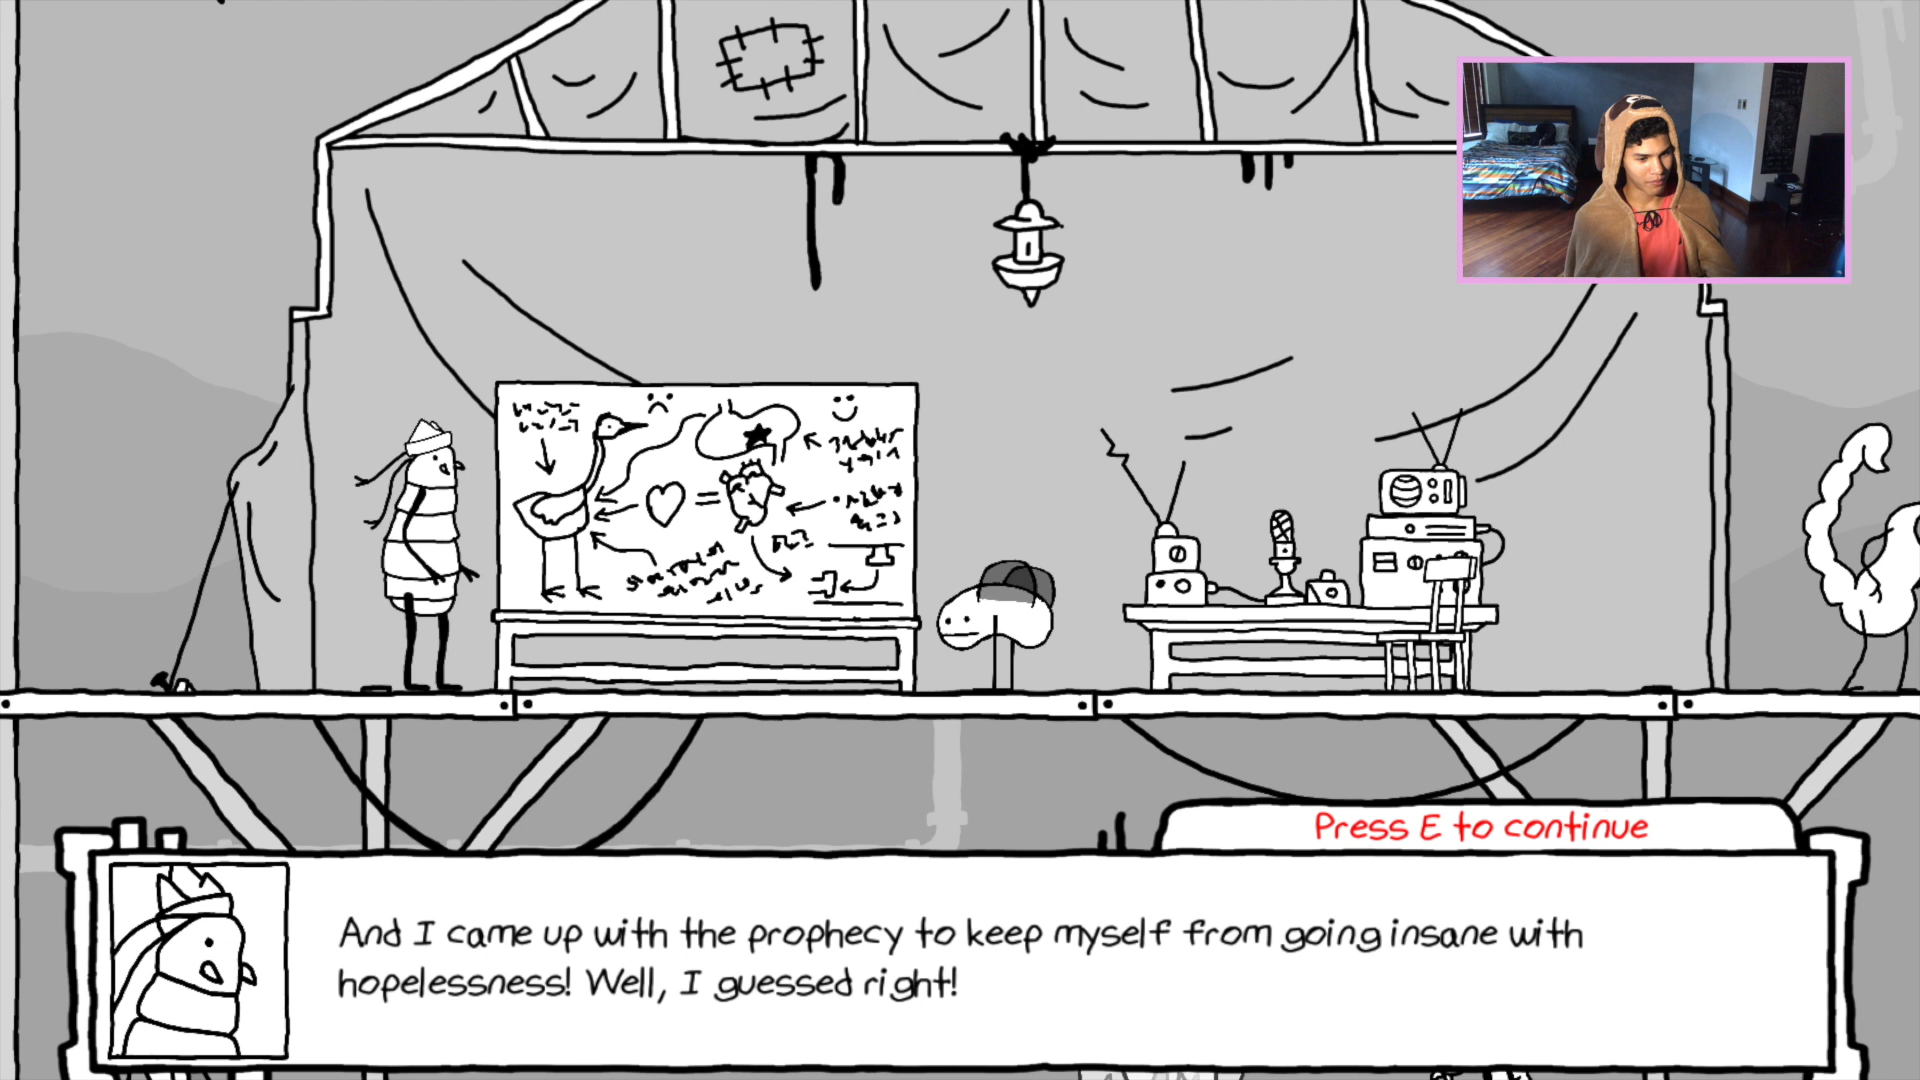 Press E to continue
And I came up with the prophecy to keep myself from going insane with
hopelessness! Well, I guessed right!